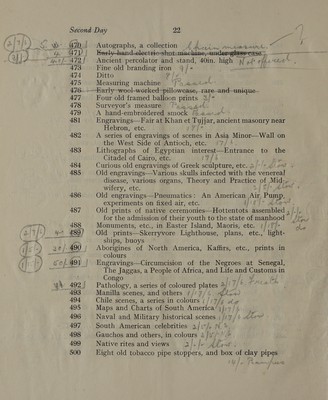 Second Day 22
470 Autographs, a collection
471 Early hand electric shot machine, under glass case
472 Ancient percolator and stand, 40in. high Not offered
473 Fine old branding iron
474 Ditto
475 Measuring machine Passed
476 Early wool worked pillowcase, rare and unique
477 Four old framed balloon prints
478 Surveyor's measure
479 A hand-embroidered smock
481 Engravings—Fair at Khan et Tujjar, ancient masonry near
Hebron, etc.
482 A series of engravings of scenes in Asia Minor—Wall on
the West Side of Antioch, etc.
483 Lithographs of Egyptian interest—Entrance to the
Citadel of Cairo, etc.
484 Curious old engravings of Greek sculpture, etc.
485 Old engravings—Various skulls infected with the venereal
disease, various organs, Theory and Practice of Mid-
wifery, etc.
486 Old engravings—Pneumatics: An American Air Pump,
experiments on fixed air, etc.
487 Old prints of native ceremonies—Hottentots assembled
for the admission of their youth to the state of manhood
488 Monuments, etc., in Easter Island, Maoris, etc.
489 Old prints—Skerryvore Lighthouse, plans, etc., light-
ships, buoys
490 Aborigines of North America, Kaffirs, etc., prints in
colours
491 Engravings—Circumcision of the Negroes at Senegal,
The Jaggas, a People of Africa, and Life and Customs in
Congo
492 Pathology, a series of coloured plates
493 Manilla scenes, and others
494 Chile scenes, a series in colours
495 Maps and Charts of South America
496 Naval and Military historical scenes
497 South American celebrities
498 Gauchos and others, in colours
499 Native rites and views
500 Eight old tobacco pipe stoppers, and box of clay pipes